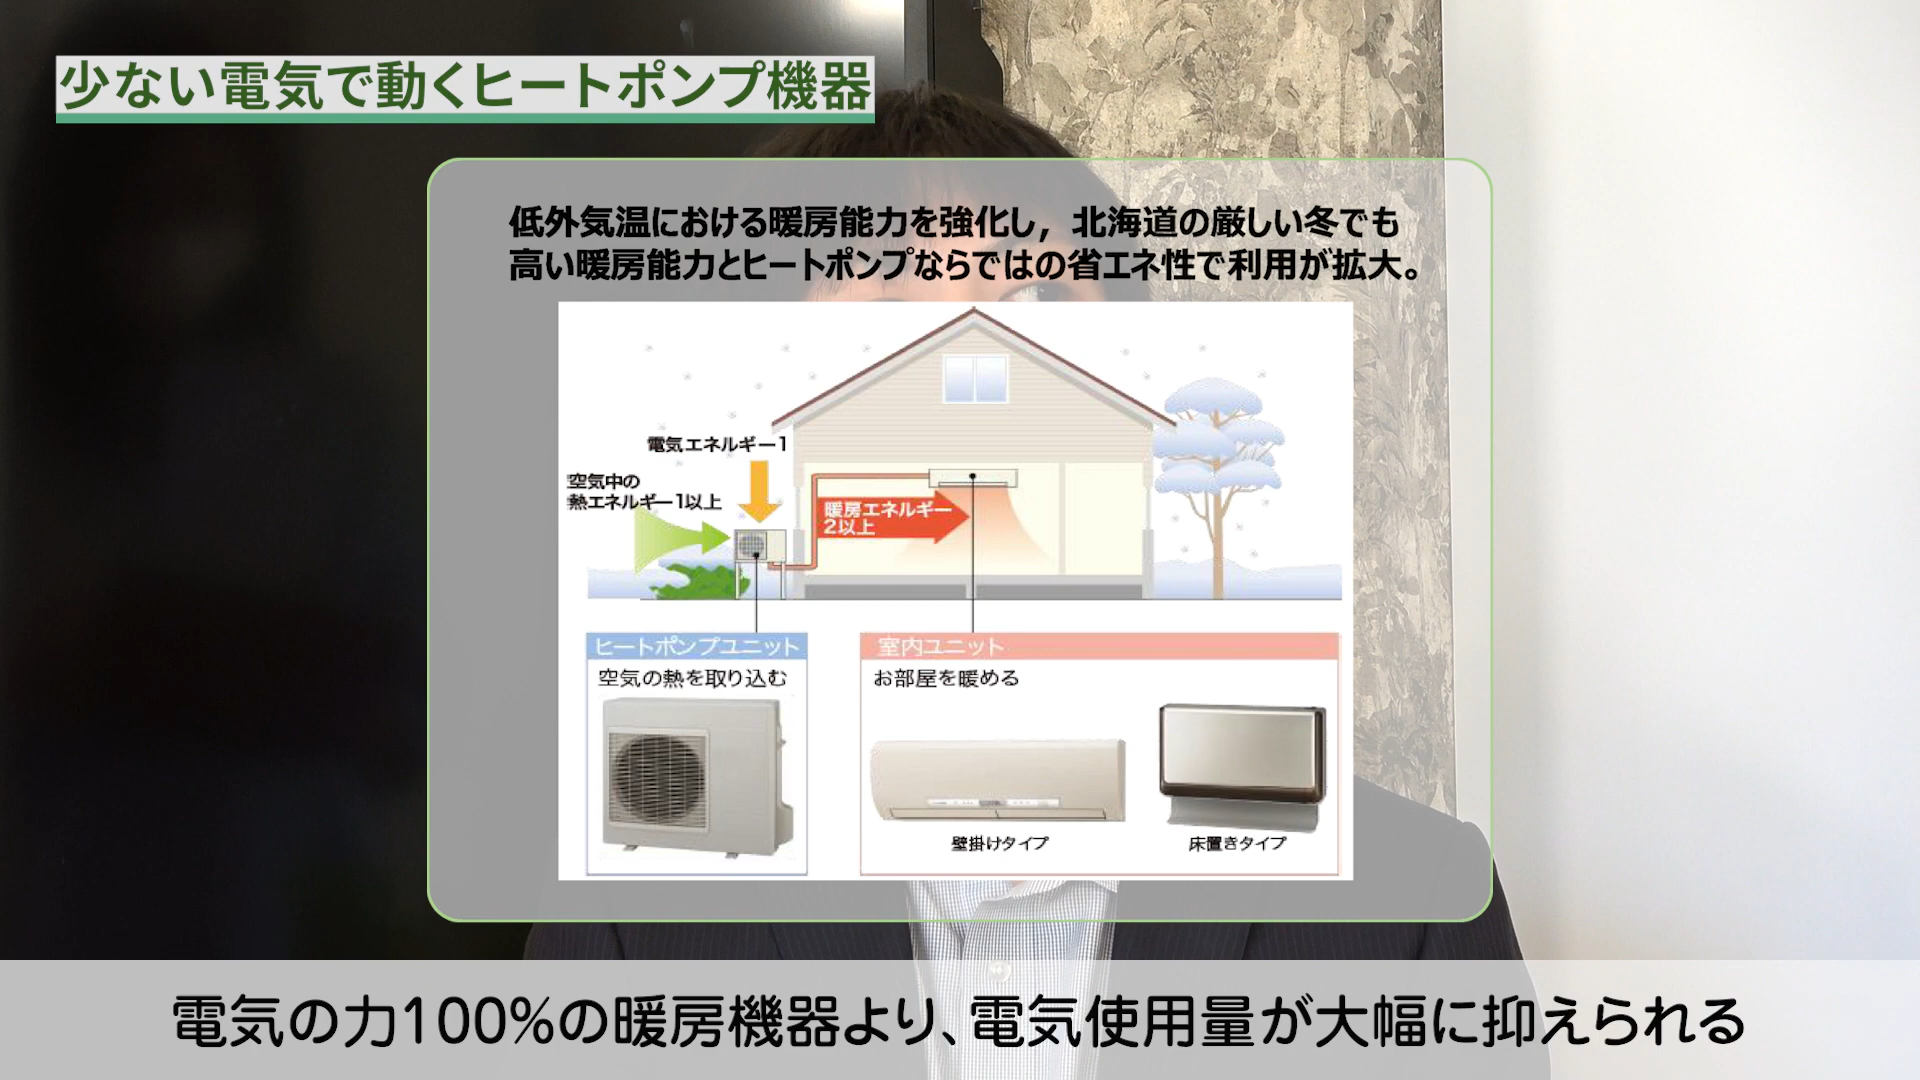 少ない電気で動くヒートポンプ機器
低外気温における暖房能力を強化し，北海道の厳しい冬でも
高い暖房能力とヒートポンプならではの省エネ性で利用が拡大。
電気エネルギー1
空気中の
熱エネルギー1以上
暖房エネルギー
2以上
ヒートポンプユニット
空気の熱を取り込む
室内ユニット
お部屋を暖める
壁掛けタイプ
床置きタイプ
電気の力100%の暖房機器より、電気使用量が大幅に抑えられる